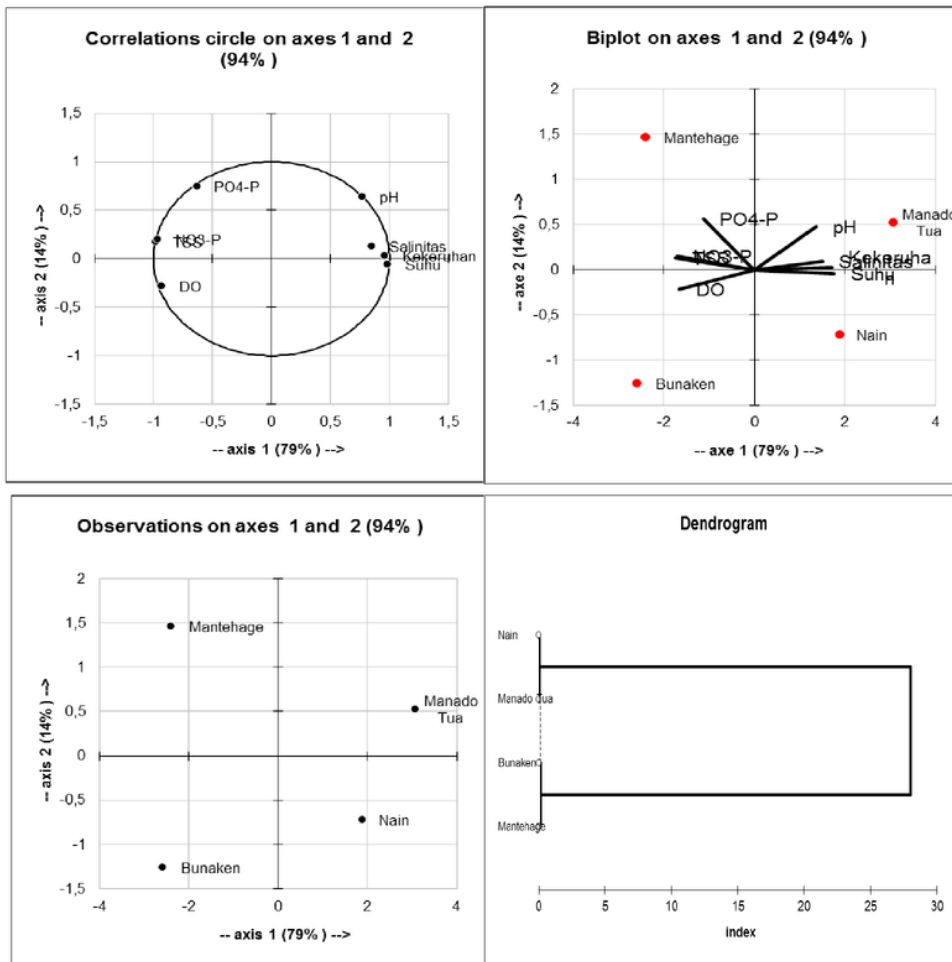 Correlations circle on axes 1 and 2
(94% )
1,5
1
0,5
0
-0,5
-1
-1,5
-- axis 2 (14% ) -->
PO4-P
pH
NO3-P
TSS
Salinitas
Kekeruhan
Suhu
DO
-1,5
-1
-0,5
0
0,5
1
1,5
-- axis 1 (79% ) -->
Biplot on axes 1 and 2 (94% )
2
1,5
1
0,5
0
-0,5
-1
-1,5
-- axe 2 (14% ) -->
Mantehage
Manado
Tua
PO4-P
pH
NO3-P
Kekeruha
n
Salinitas
Suhu
DO
Nain
Bunaken
-4
-2
0
2
4
-- axe 1 (79% ) -->
Observations on axes 1 and 2 (94% )
2
1,5
1
0,5
0
-0,5
-1
-1,5
-- axis 2 (14% ) -->
Mantehage
Manado
Tua
Nain
Bunaken
-4
-2
0
2
4
-- axis 1 (79% ) -->
Dendrogram
Nain
Manado Tua
Bunaken
Mantehage
0
5
10
15
20
25
30
index